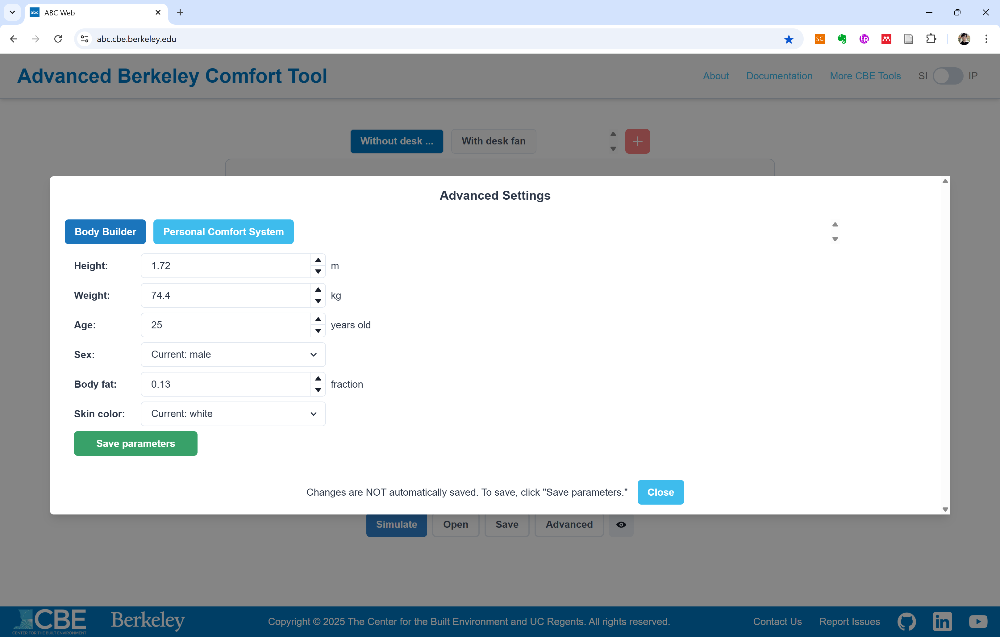 abc
ABC Web
abc.cbe.berkeley.edu
SC
Advanced Berkeley Comfort Tool
About
Documentation
More CBE Tools
SI
IP
Without desk ...
With desk fan
Advanced Settings
Body Builder
Personal Comfort System
Height:
1.72
m
Weight:
74.4
kg
Age:
25
years old
Sex:
Current: male
Body fat:
0.13
fraction
Skin color:
Current: white
Save parameters
Changes are NOT automatically saved. To save, click "Save parameters."
Close
Simulate
Open
Save
Advanced
CBE
CENTER FOR THE BUILT ENVIRONMENT
Berkeley
Copyright © 2025 The Center for the Built Environment and UC Regents. All rights reserved.
Contact Us
Report Issues
in